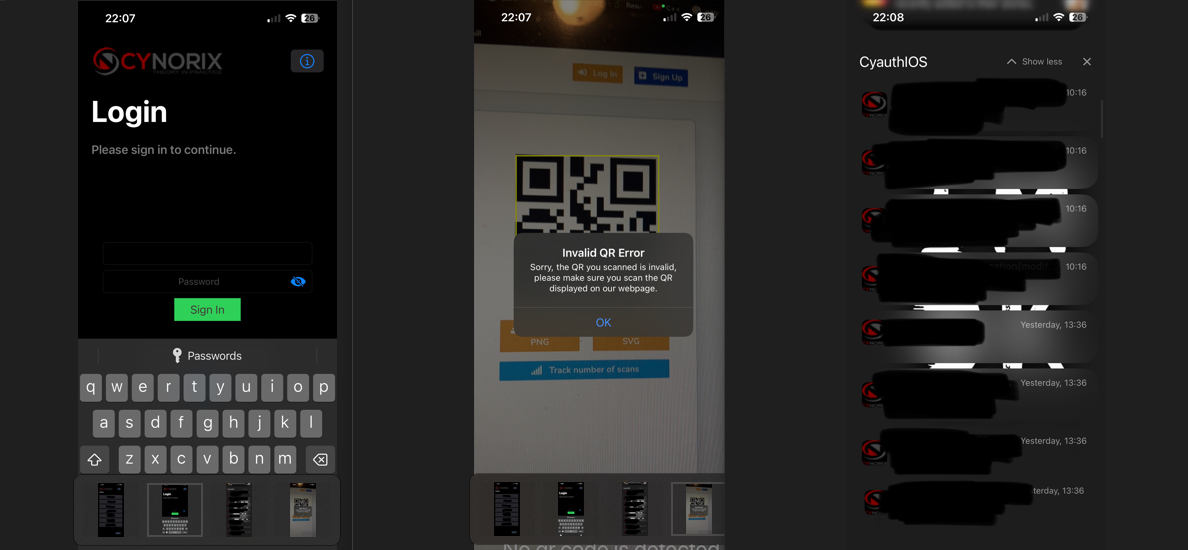 22:07
26
CYNORIX
THEORY IN PRACTICE
Login
Please sign in to continue.
Password
Sign In
Passwords
q w e r t y u i o p
a s d f g h j k l
z x c v b n m
22:07
26
Log In
Sign Up
Invalid QR Error
Sorry, the QR you scanned is invalid,
please make sure you scan the QR
displayed on our webpage.
OK
PNG
SVG
Track number of scans
No qr code is detected
22:08
26
CyauthIOS
Show less
10:16
10:16
10:16
10:16
Yesterday, 13:36
Yesterday, 13:36
Yesterday, 13:36
terday, 13:36